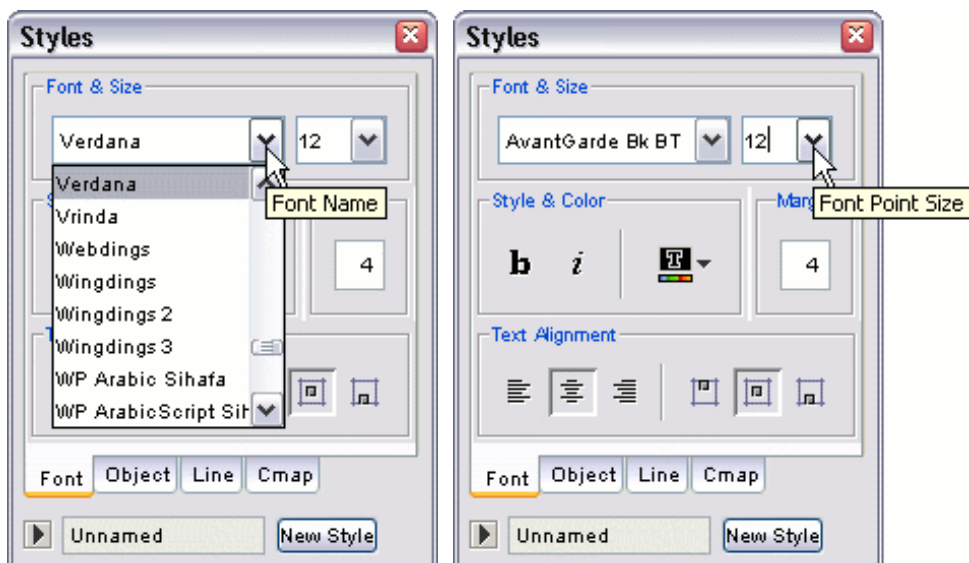 Styles
Font & Size
Verdana
12
Verdana
Font Name
Vrinda
Webdings
Wingdings
4
Wingdings 2
Wingdings 3
WP Arabic Sihafa
WP ArabicScript Sih
Font
Object
Line
Cmap
Unnamed
New Style
Styles
Font & Size
AvantGarde Bk BT
12
Font Point Size
Style & Color
b
i
T
4
Text Alignment
Font
Object
Line
Cmap
Unnamed
New Style